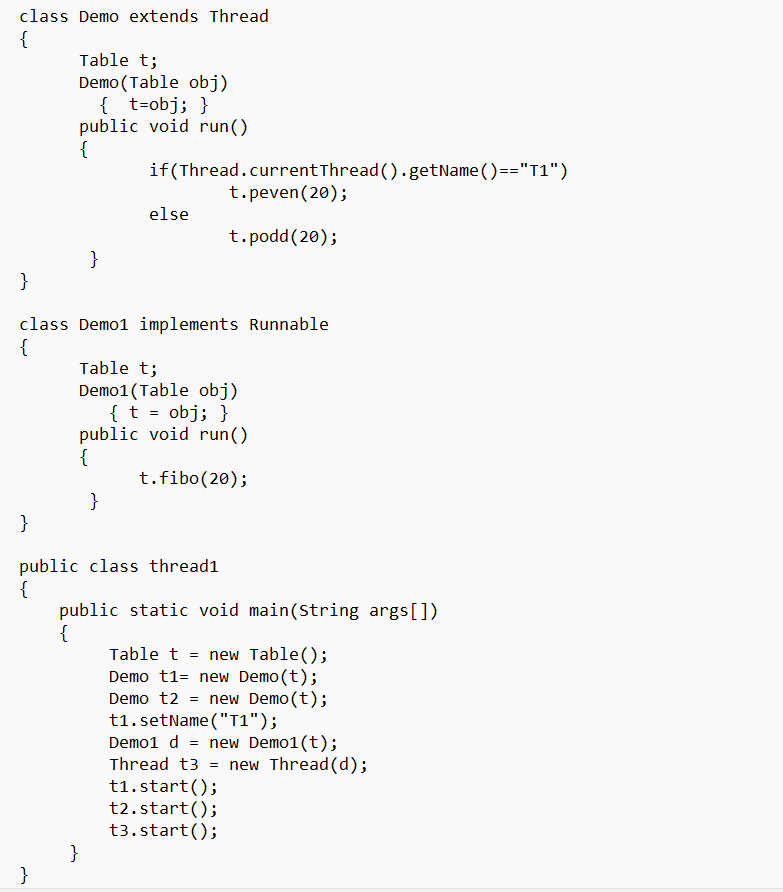 class Demo extends Thread
{
      Table t;
      Demo(Table obj)
        {  t=obj; }
      public void run()
      {
             if(Thread.currentThread().getName()=="T1")
                     t.peven(20);
             else
                     t.podd(20);
       }
}

class Demo1 implements Runnable
{
      Table t;
      Demo1(Table obj)
         { t = obj; }
      public void run()
      {
            t.fibo(20);
       }
}

public class thread1
{
    public static void main(String args[])
    {
         Table t = new Table();
         Demo t1= new Demo(t);
         Demo t2 = new Demo(t);
         t1.setName("T1");
         Demo1 d = new Demo1(t);
         Thread t3 = new Thread(d);
         t1.start();
         t2.start();
         t3.start();
     }
}